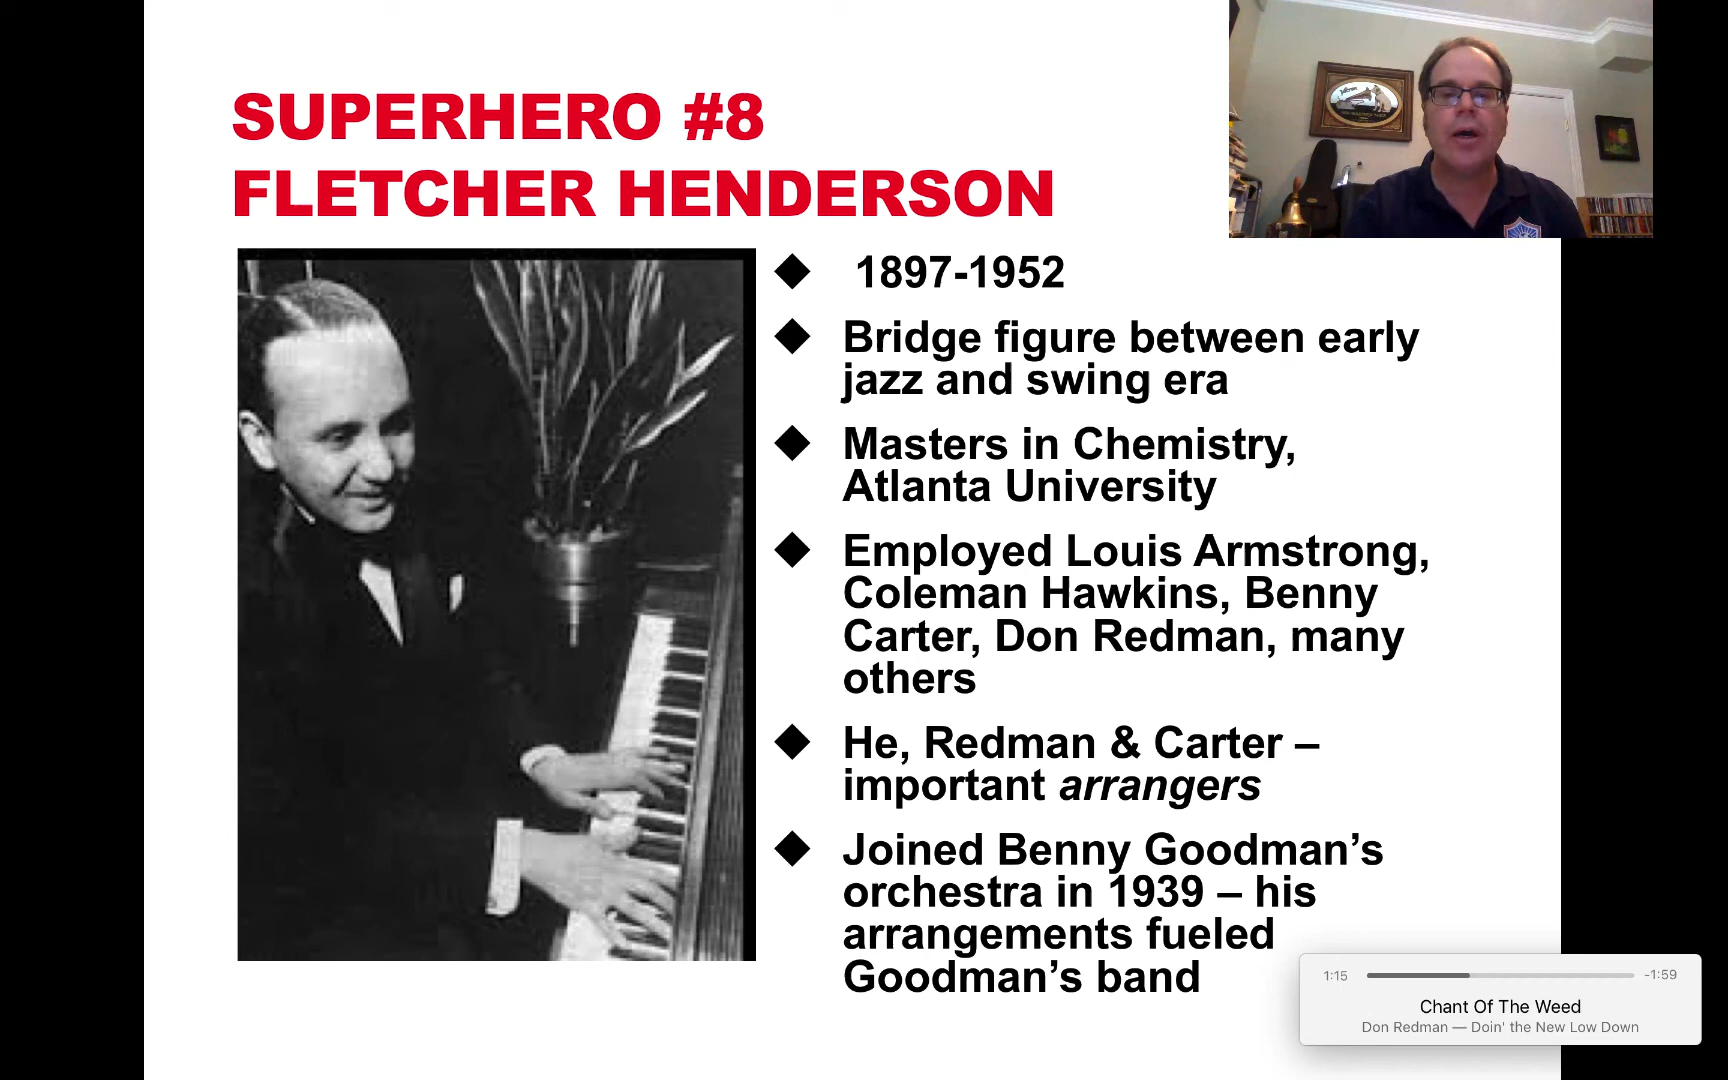 SUPERHERO #8
FLETCHER HENDERSON
◆ 1897-1952
◆ Bridge figure between early
jazz and swing era
◆ Masters in Chemistry,
Atlanta University
◆ Employed Louis Armstrong,
Coleman Hawkins, Benny
Carter, Don Redman, many
others
◆ He, Redman & Carter –
important arrangers
◆ Joined Benny Goodman’s
orchestra in 1939 – his
arrangements fueled
Goodman’s band
1:15 -1:59
Chant Of The Weed
Don Redman — Doin' the New Low Down